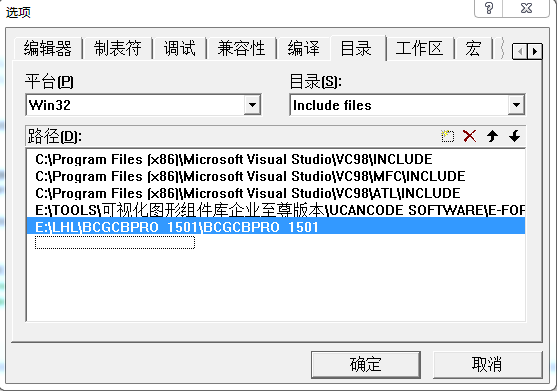 选项
编辑器 制表符 调试 兼容性 编译 目录 工作区 宏
平台(P) 目录(S):
Win32 Include files
路径(D):
C:\Program Files (x86)\Microsoft Visual Studio\VC98\INCLUDE
C:\Program Files (x86)\Microsoft Visual Studio\VC98\MFC\INCLUDE
C:\Program Files (x86)\Microsoft Visual Studio\VC98\ATL\INCLUDE
E:\TOOLS\可视化图形组件库企业至尊版本\UCANCODE SOFTWARE\E-FOR
E:\LHL\BCGCBPRO_1501\BCGCBPRO_1501
确定 取消